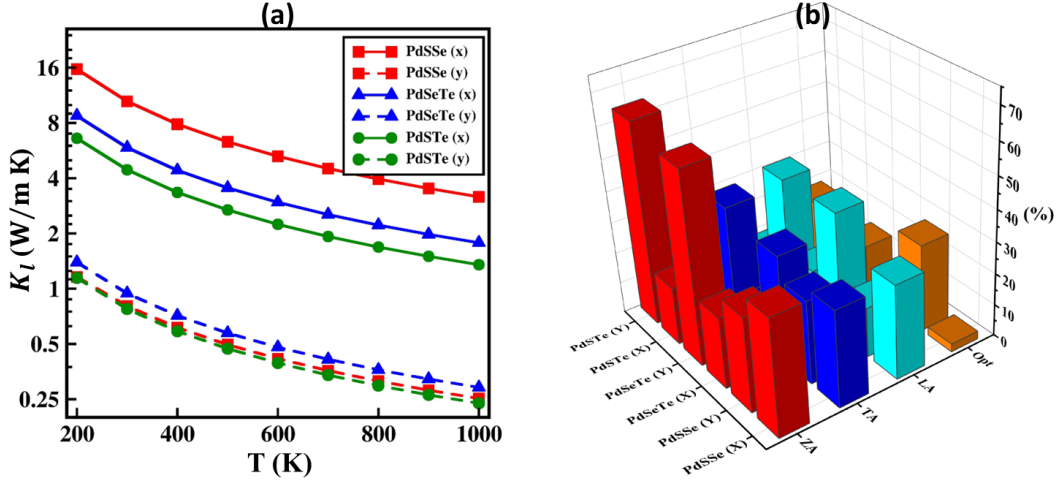 (a)
K_l (W/m K)
16
8
4
2
1
0.5
0.25
200
400
600
800
1000
T (K)
PdSSe (x)
PdSSe (y)
PdSeTe (x)
PdSeTe (y)
PdSTe (x)
PdSTe (y)
(b)
70
60
50
40
30
20
10
0
(%)
PdSTe (Y)
PdSTe (X)
PdSeTe (Y)
PdSeTe (X)
PdSSe (Y)
PdSSe (X)
ZA
TA
LA
Opt